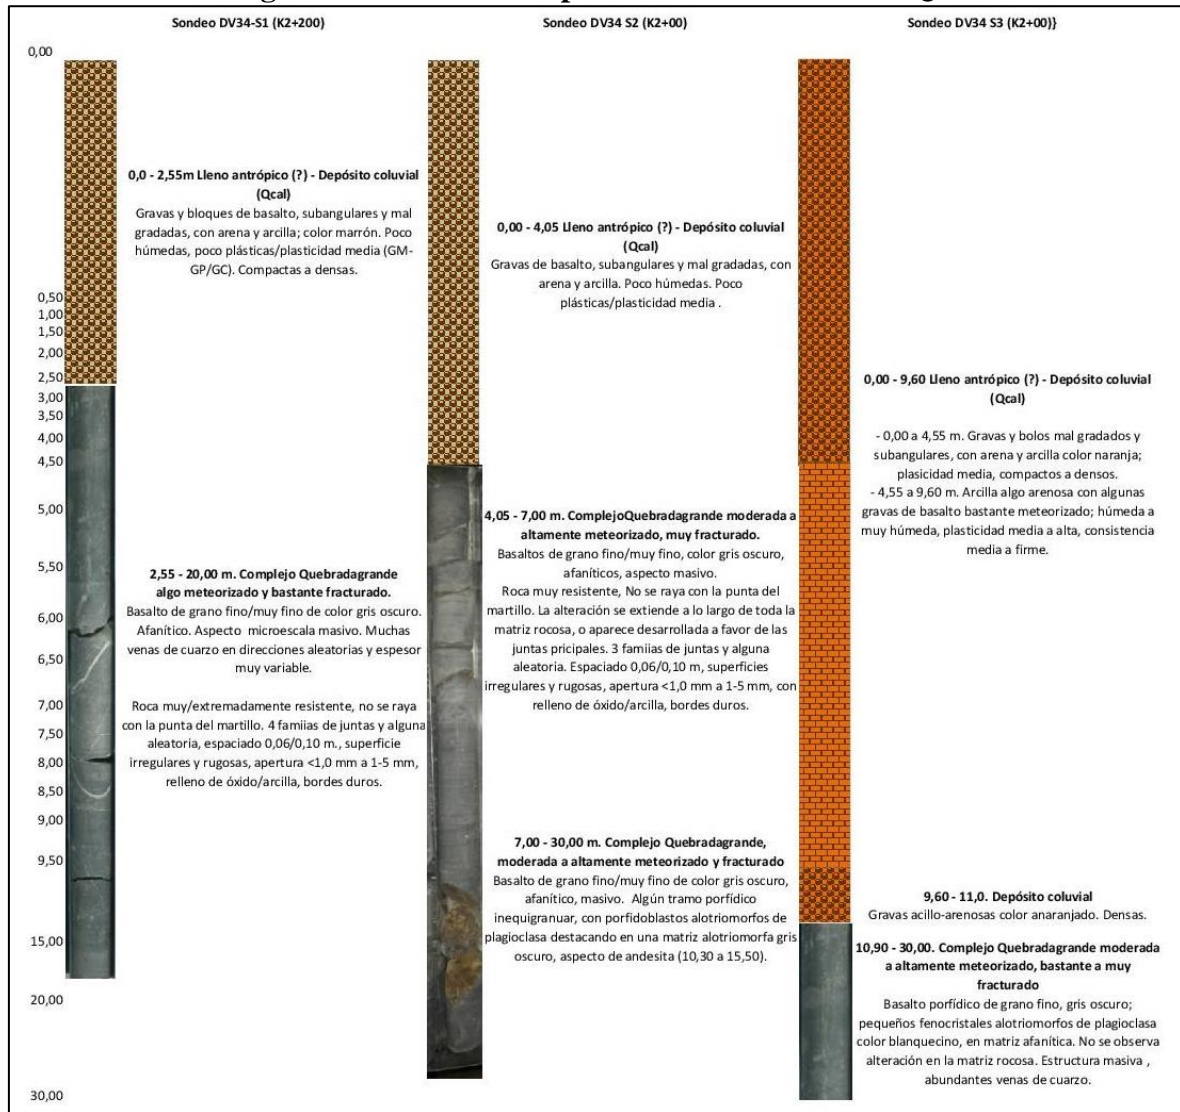 Sondeo DV34-S1 (K2+200)
Sondeo DV34 S2 (K2+00)
Sondeo DV34 S3 (K2+00)}
0,00
0,50
1,00
1,50
2,00
2,50
3,00
3,50
4,00
4,50
5,00
5,50
6,00
6,50
7,00
7,50
8,00
8,50
9,00
9,50
15,00
20,00
30,00
0,0 - 2,55m Lleno antrópico (?) - Depósito coluvial
(Qcal)
Gravas y bloques de basalto, subangulares y mal
gradadas, con arena y arcilla; color marrón. Poco
húmedas, poco plásticas/plasticidad media (GM-
GP/GC). Compactas a densas.
2,55 - 20,00 m. Complejo Quebradagrande
algo meteorizado y bastante fracturado.
Basalto de grano fino/muy fino de color gris oscuro.
Afanítico. Aspecto microescala masivo. Muchas
venas de cuarzo en direcciones aleatorias y espesor
muy variable.
Roca muy/extremadamente resistente, no se raya
con la punta del martillo. 4 famiias de juntas y alguna
aleatoria, espaciado 0,06/0,10 m., superficie
irregulares y rugosas, apertura <1,0 mm a 1-5 mm,
relleno de óxido/arcilla, bordes duros.
0,00 - 4,05 Lleno antrópico (?) - Depósito coluvial
(Qcal)
Gravas de basalto, subangulares y mal gradadas, con
arena y arcilla. Poco húmedas. Poco
plásticas/plasticidad media .
4,05 - 7,00 m. ComplejoQuebradagrande moderada a
altamente meteorizado, muy fracturado.
Basaltos de grano fino/muy fino, color gris oscuro,
afaníticos, aspecto masivo.
Roca muy resistente, No se raya con la punta del
martillo. La alteración se extiende a lo largo de toda la
matriz rocosa, o aparece desarrollada a favor de las
juntas pricipales. 3 famiias de juntas y alguna
aleatoria. Espaciado 0,06/0,10 m, superficies
irregulares y rugosas, apertura <1,0 mm a 1-5 mm, con
relleno de óxido/arcilla, bordes duros.
7,00 - 30,00 m. Complejo Quebradagrande,
moderada a altamente meteorizado y fracturado
Basalto de grano fino/muy fino de color gris oscuro,
afanítico, masivo. Algún tramo porfídico
inequigranuar, con porfidoblastos alotriomorfos de
plagioclasa destacando en una matriz alotriomorfa gris
oscuro, aspecto de andesita (10,30 a 15,50).
0,00 - 9,60 Lleno antrópico (?) - Depósito coluvial
(Qcal)
- 0,00 a 4,55 m. Gravas y bolos mal gradados y
subangulares, con arena y arcilla color naranja;
plasicidad media, compactos a densos.
- 4,55 a 9,60 m. Arcilla algo arenosa con algunas
gravas de basalto bastante meteorizado; húmeda a
muy húmeda, plasticidad media a alta, consistencia
media a firme.
9,60 - 11,0. Depósito coluvial
Gravas acillo-arenosas color anaranjado. Densas.
10,90 - 30,00. Complejo Quebradagrande moderada
a altamente meteorizado, bastante a muy
fracturado
Basalto porfídico de grano fino, gris oscuro;
pequeños fenocristales alotriomorfos de plagioclasa
color blanquecino, en matriz afanítica. No se observa
alteración en la matriz rocosa. Estructura masiva ,
abundantes venas de cuarzo.